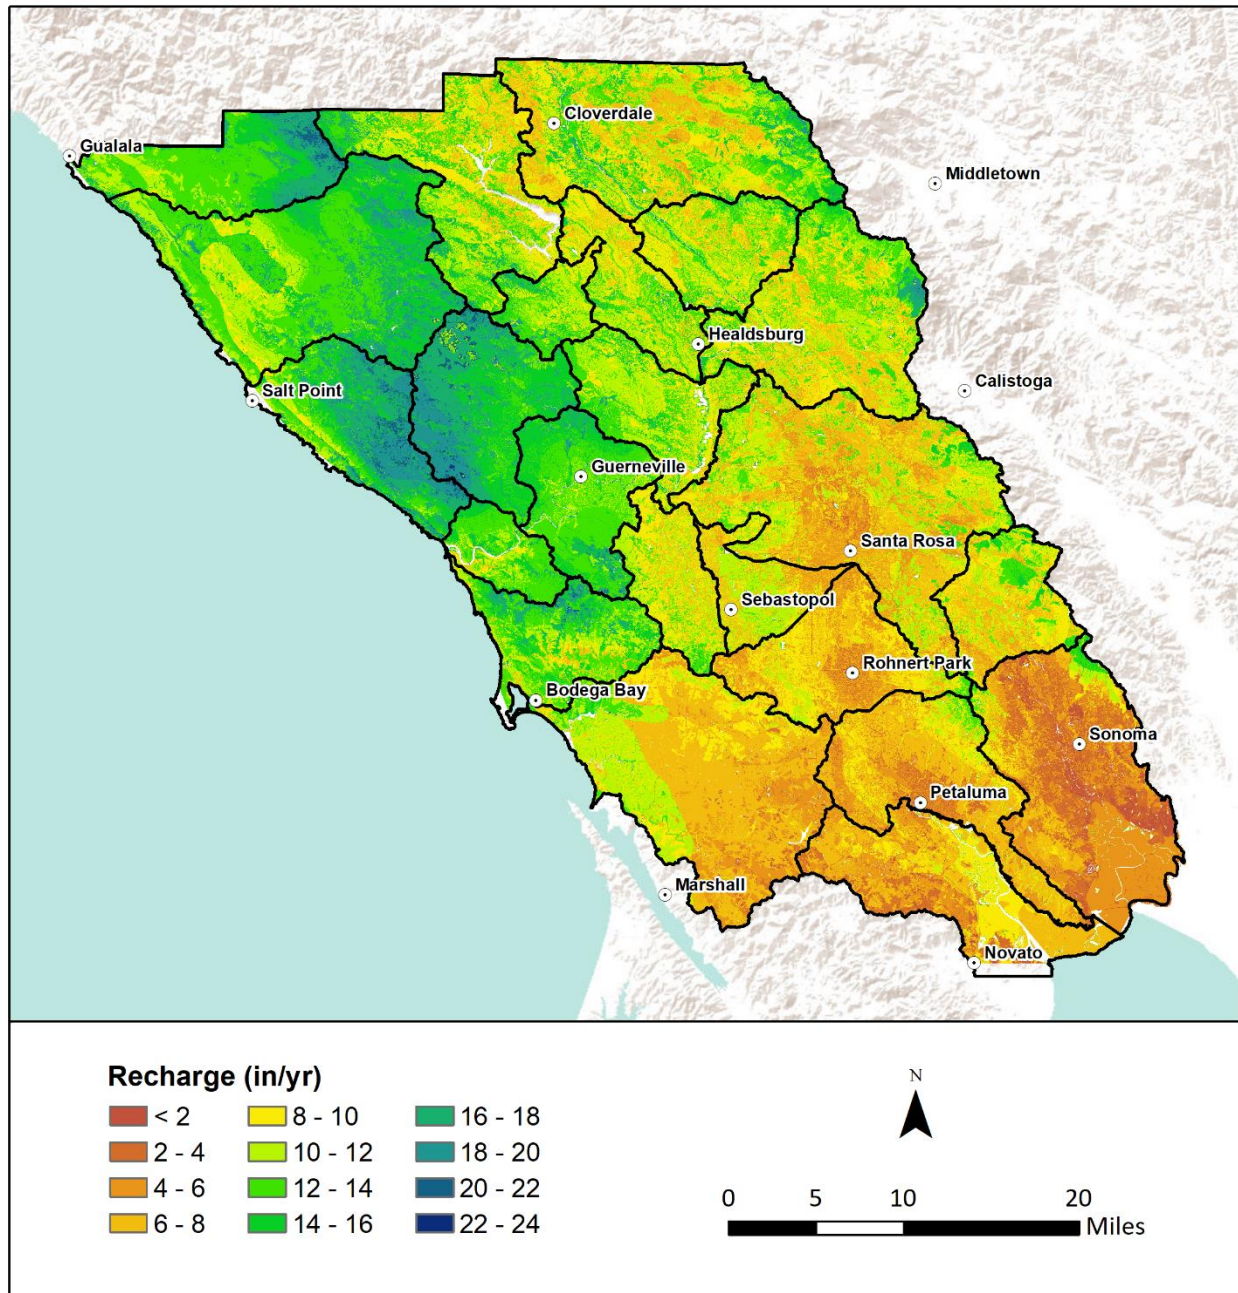 Cloverdale
Gualala
Middletown
Healdsburg
Calistoga
Salt Point
Guerneville
Santa Rosa
Sebastopol
Rohnert Park
Bodega Bay
Sonoma
Petaluma
Marshall
Novato
Recharge (in/yr)
< 2
2 - 4
4 - 6
6 - 8
8 - 10
10 - 12
12 - 14
14 - 16
16 - 18
18 - 20
20 - 22
22 - 24
N
0 5 10 20
Miles